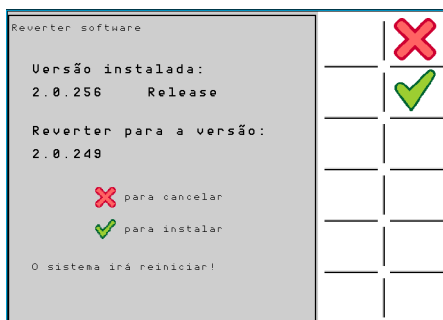 Reverter software
Versão instalada:
2.0.256 Release
Reverter para a versão:
2.0.249
para cancelar
para instalar
O sistema irá reiniciar!